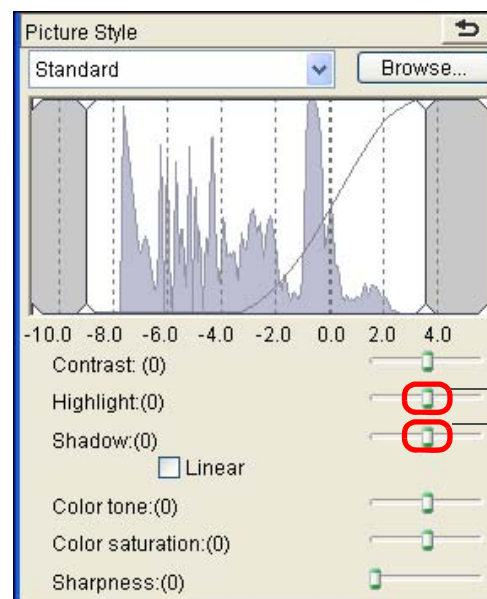 Picture Style
Standard
Browse...
-10.0 -8.0 -6.0 -4.0 -2.0 0.0 2.0 4.0
Contrast: (0)
Highlight:(0)
Shadow:(0)
Linear
Color tone:(0)
Color saturation:(0)
Sharpness:(0)